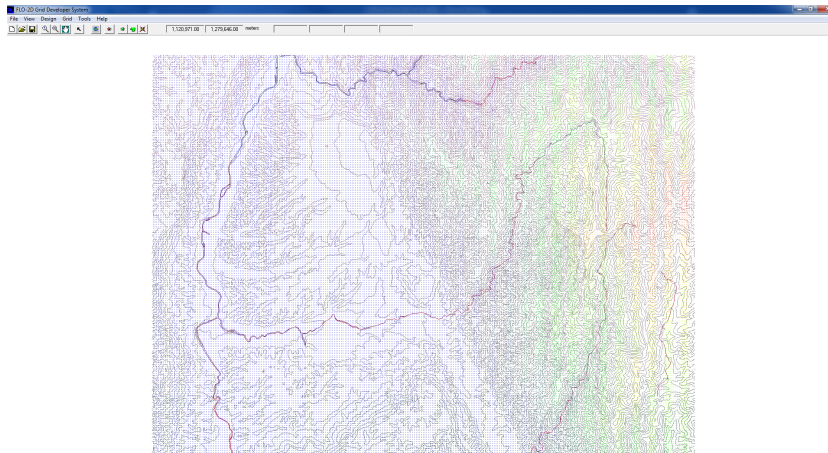 FLO-2D Grid Developer System
File View Design Grid Tools Help
1,120,971.00 1,279,646.00 meters